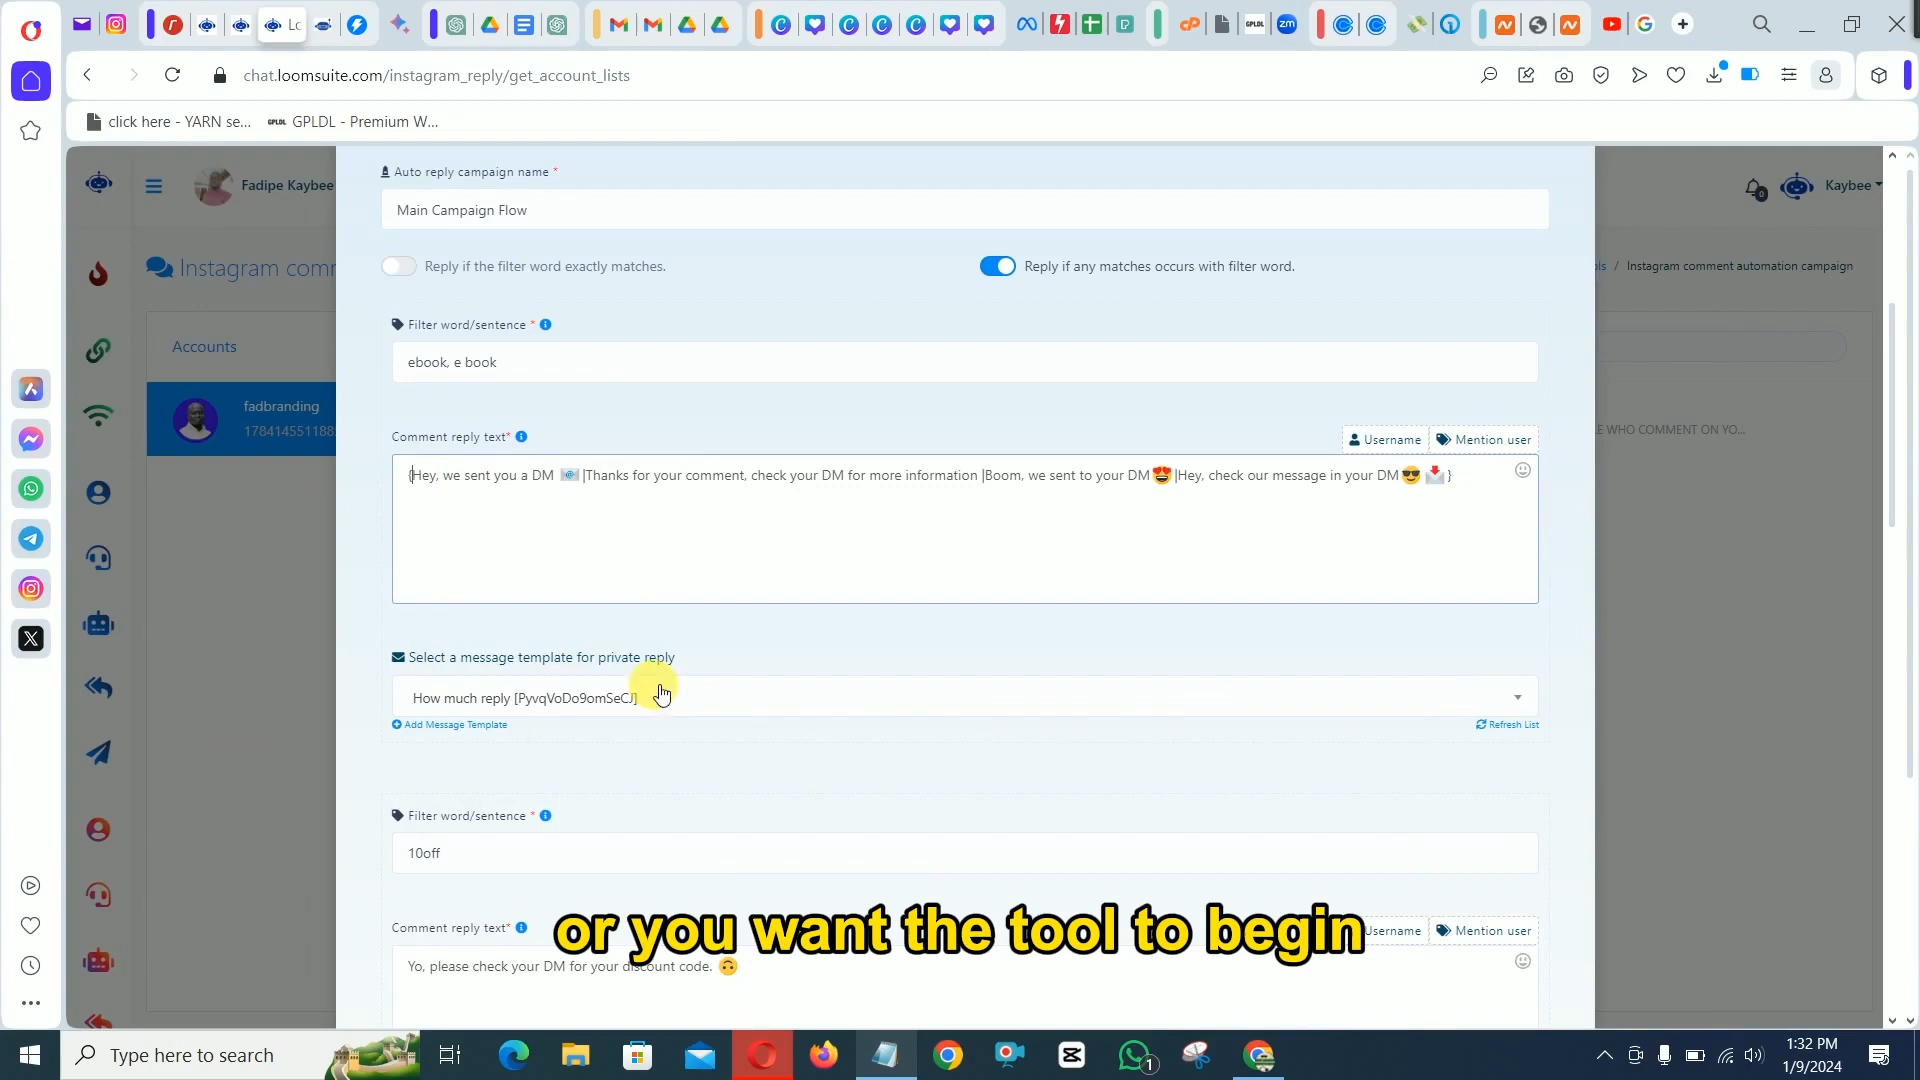 Lc
chat.loomsuite.com/instagram_reply/get_account_lists
click here - YARN se...
GPLDL GPLDL - Premium W...
Fadipe Kaybee
0
Kaybee
Instagram comm
Instagram comment automation campaign
Accounts
fadbranding
1784145511885
E WHO COMMENT ON YO...
Auto reply campaign name *
Main Campaign Flow
Reply if the filter word exactly matches.
Reply if any matches occurs with filter word.
Filter word/sentence *
ebook, e book
Comment reply text*
Username
Mention user
{Hey, we sent you a DM 📧 |Thanks for your comment, check your DM for more information |Boom, we sent to your DM😍 |Hey, check our message in your DM😎 📩 }
Select a message template for private reply
How much reply [PyvqVoDo9omSeCJ]
Add Message Template
Refresh List
Filter word/sentence *
10off
Comment reply text*
Username
Mention user
Yo, please check your DM for your discount code. 🙃
or you want the tool to begin
Type here to search
1
1:32 PM
1/9/2024